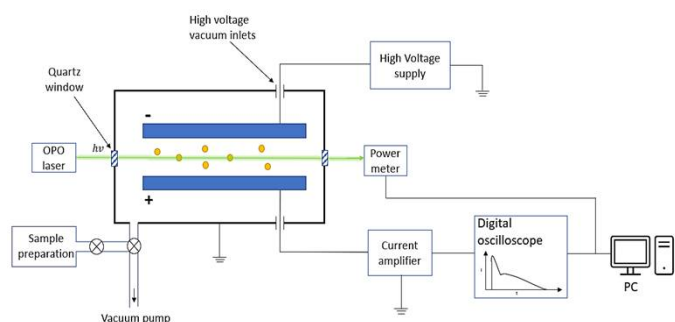 High voltage
vacuum inlets
High Voltage
supply
Quartz
window
-
OPO
laser
hν
Power
meter
+
Digital
oscilloscope
Sample
preparation
Current
amplifier
PC
Vacuum pump